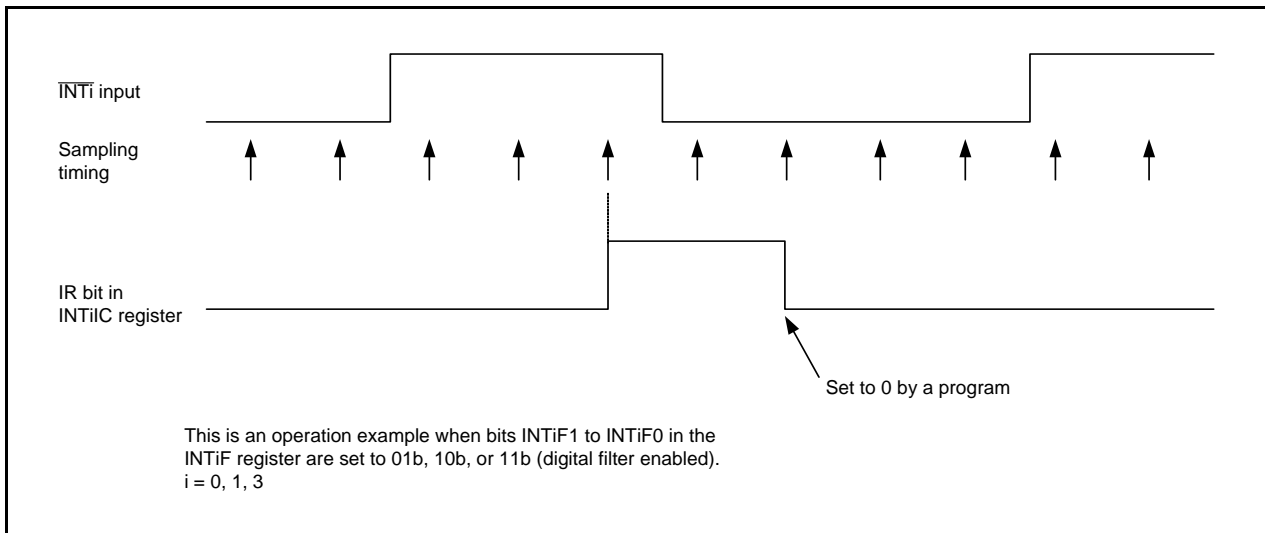 INTi input
Sampling
timing
IR bit in
INTiIC register
Set to 0 by a program
This is an operation example when bits INTiF1 to INTiF0 in the
INTiF register are set to 01b, 10b, or 11b (digital filter enabled).
i = 0, 1, 3